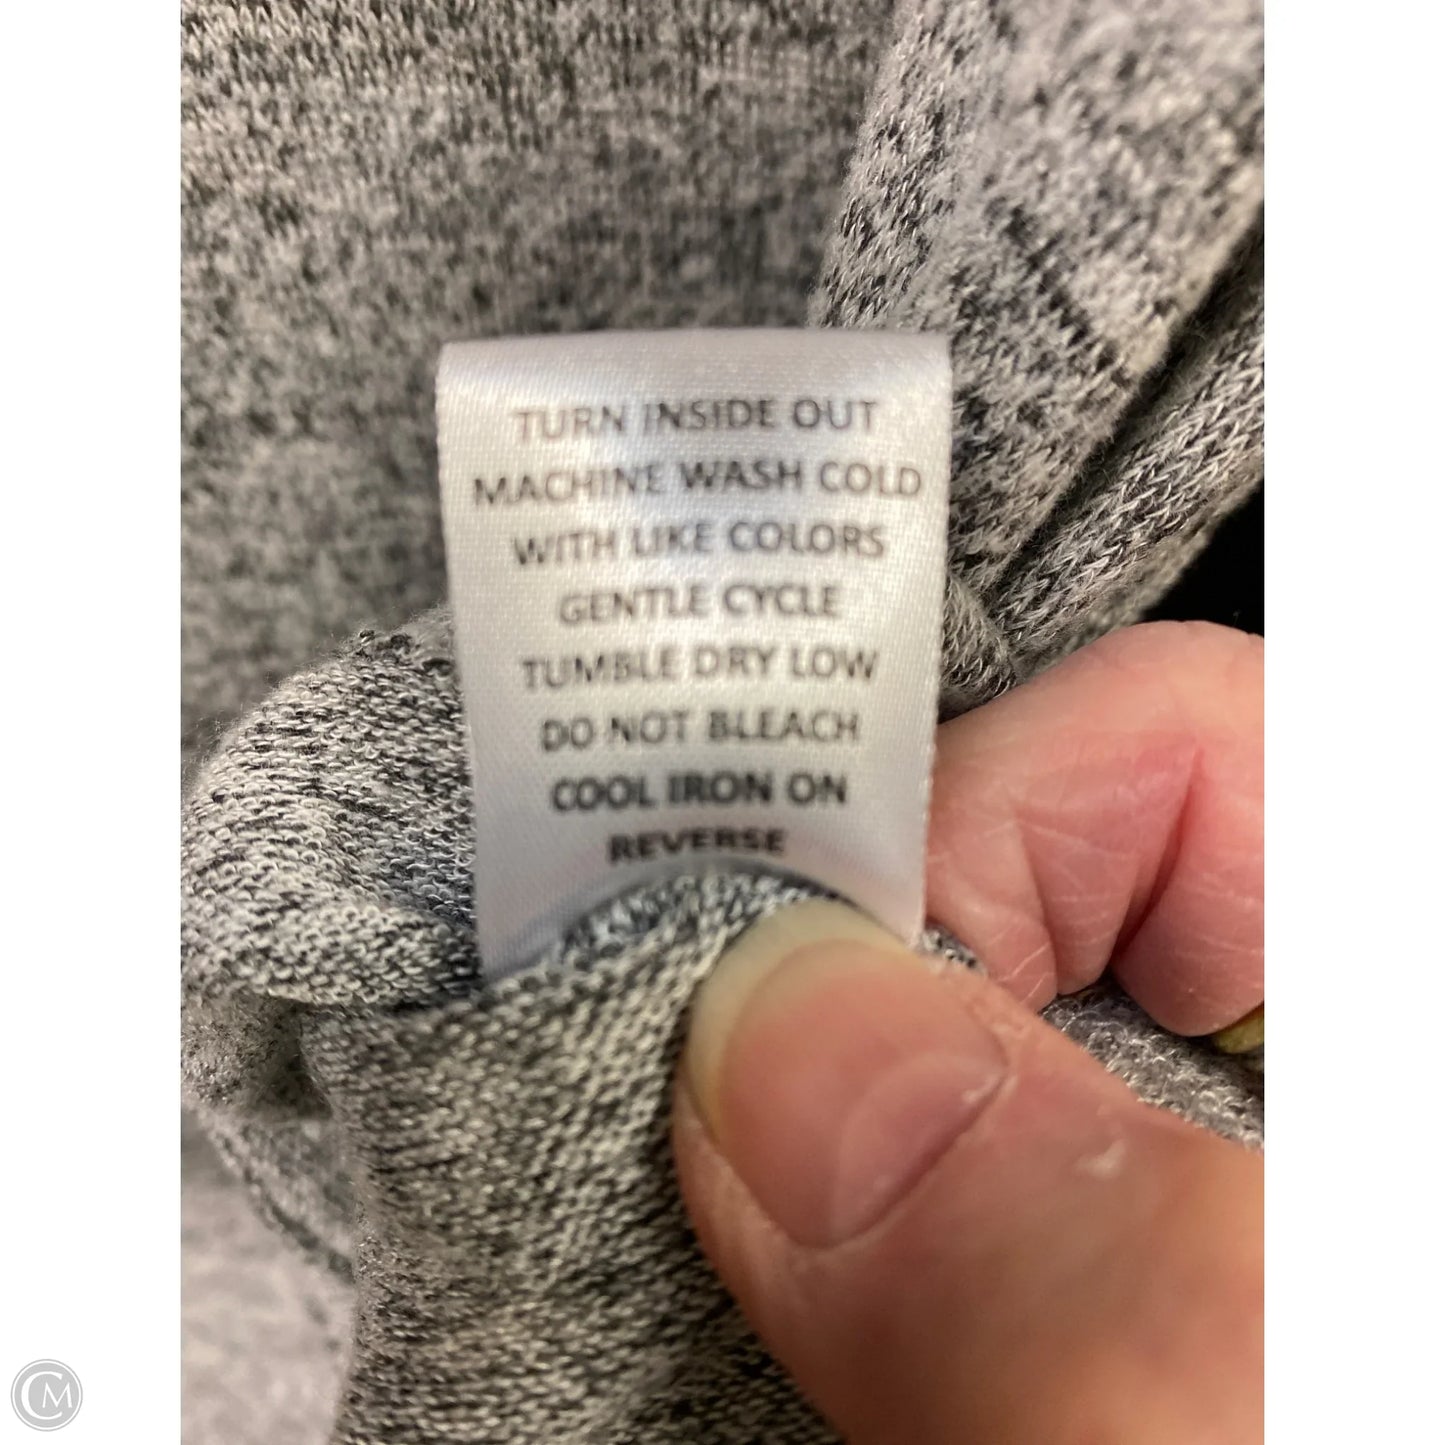 TURN INSIDE OUT
MACHINE WASH COLD
WITH LIKE COLORS
GENTLE CYCLE
TUMBLE DRY LOW
DO NOT BLEACH
COOL IRON ON
REVERSE
CM